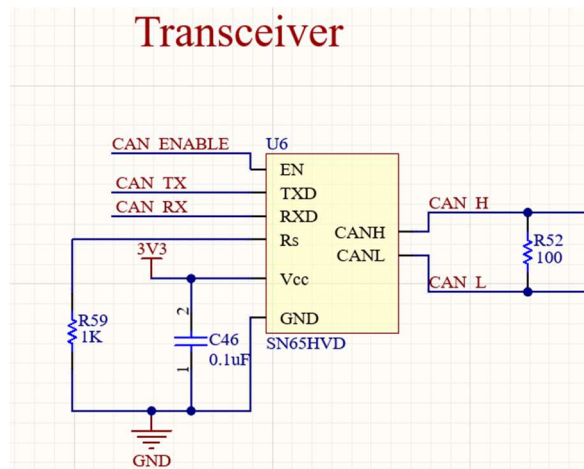 Transceiver
CAN ENABLE
U6
EN
CAN TX
TXD
CAN RX
RXD
CAN H
Rs
3V3
CANH
R52
CANL
100
Vcc
CAN L
2
R59
GND
1K
C46
SN65HVD
0.1uF
1
GND